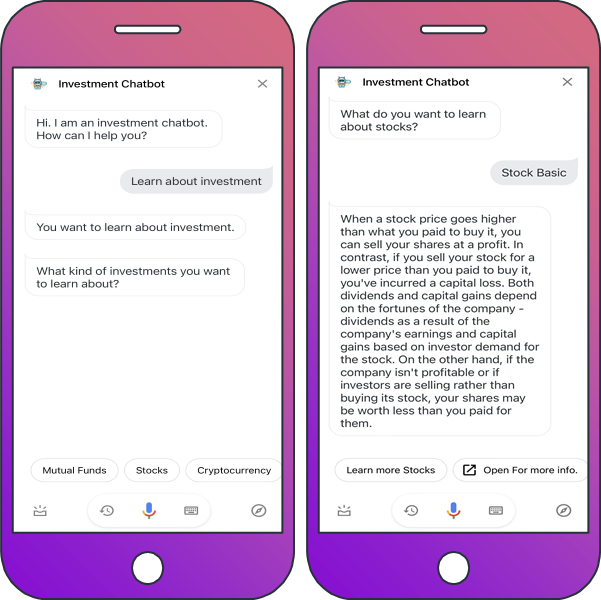 Investment Chatbot
Hi. I am an investment chatbot.
How can I help you?
Learn about investment
You want to learn about investment.
What kind of investments you want
to learn about?
Mutual Funds
Stocks
Cryptocurrency
Investment Chatbot
What do you want to learn
about stocks?
Stock Basic
When a stock price goes higher
than what you paid to buy it, you
can sell your shares at a profit. In
contrast, if you sell your stock for a
lower price than you paid to buy it,
you've incurred a capital loss. Both
dividends and capital gains depend
on the fortunes of the company -
dividends as a result of the
company's earnings and capital
gains based on investor demand for
the stock. On the other hand, if the
company isn't profitable or if
investors are selling rather than
buying its stock, your shares may
be worth less than you paid for
them.
Learn more Stocks
Open For more info.